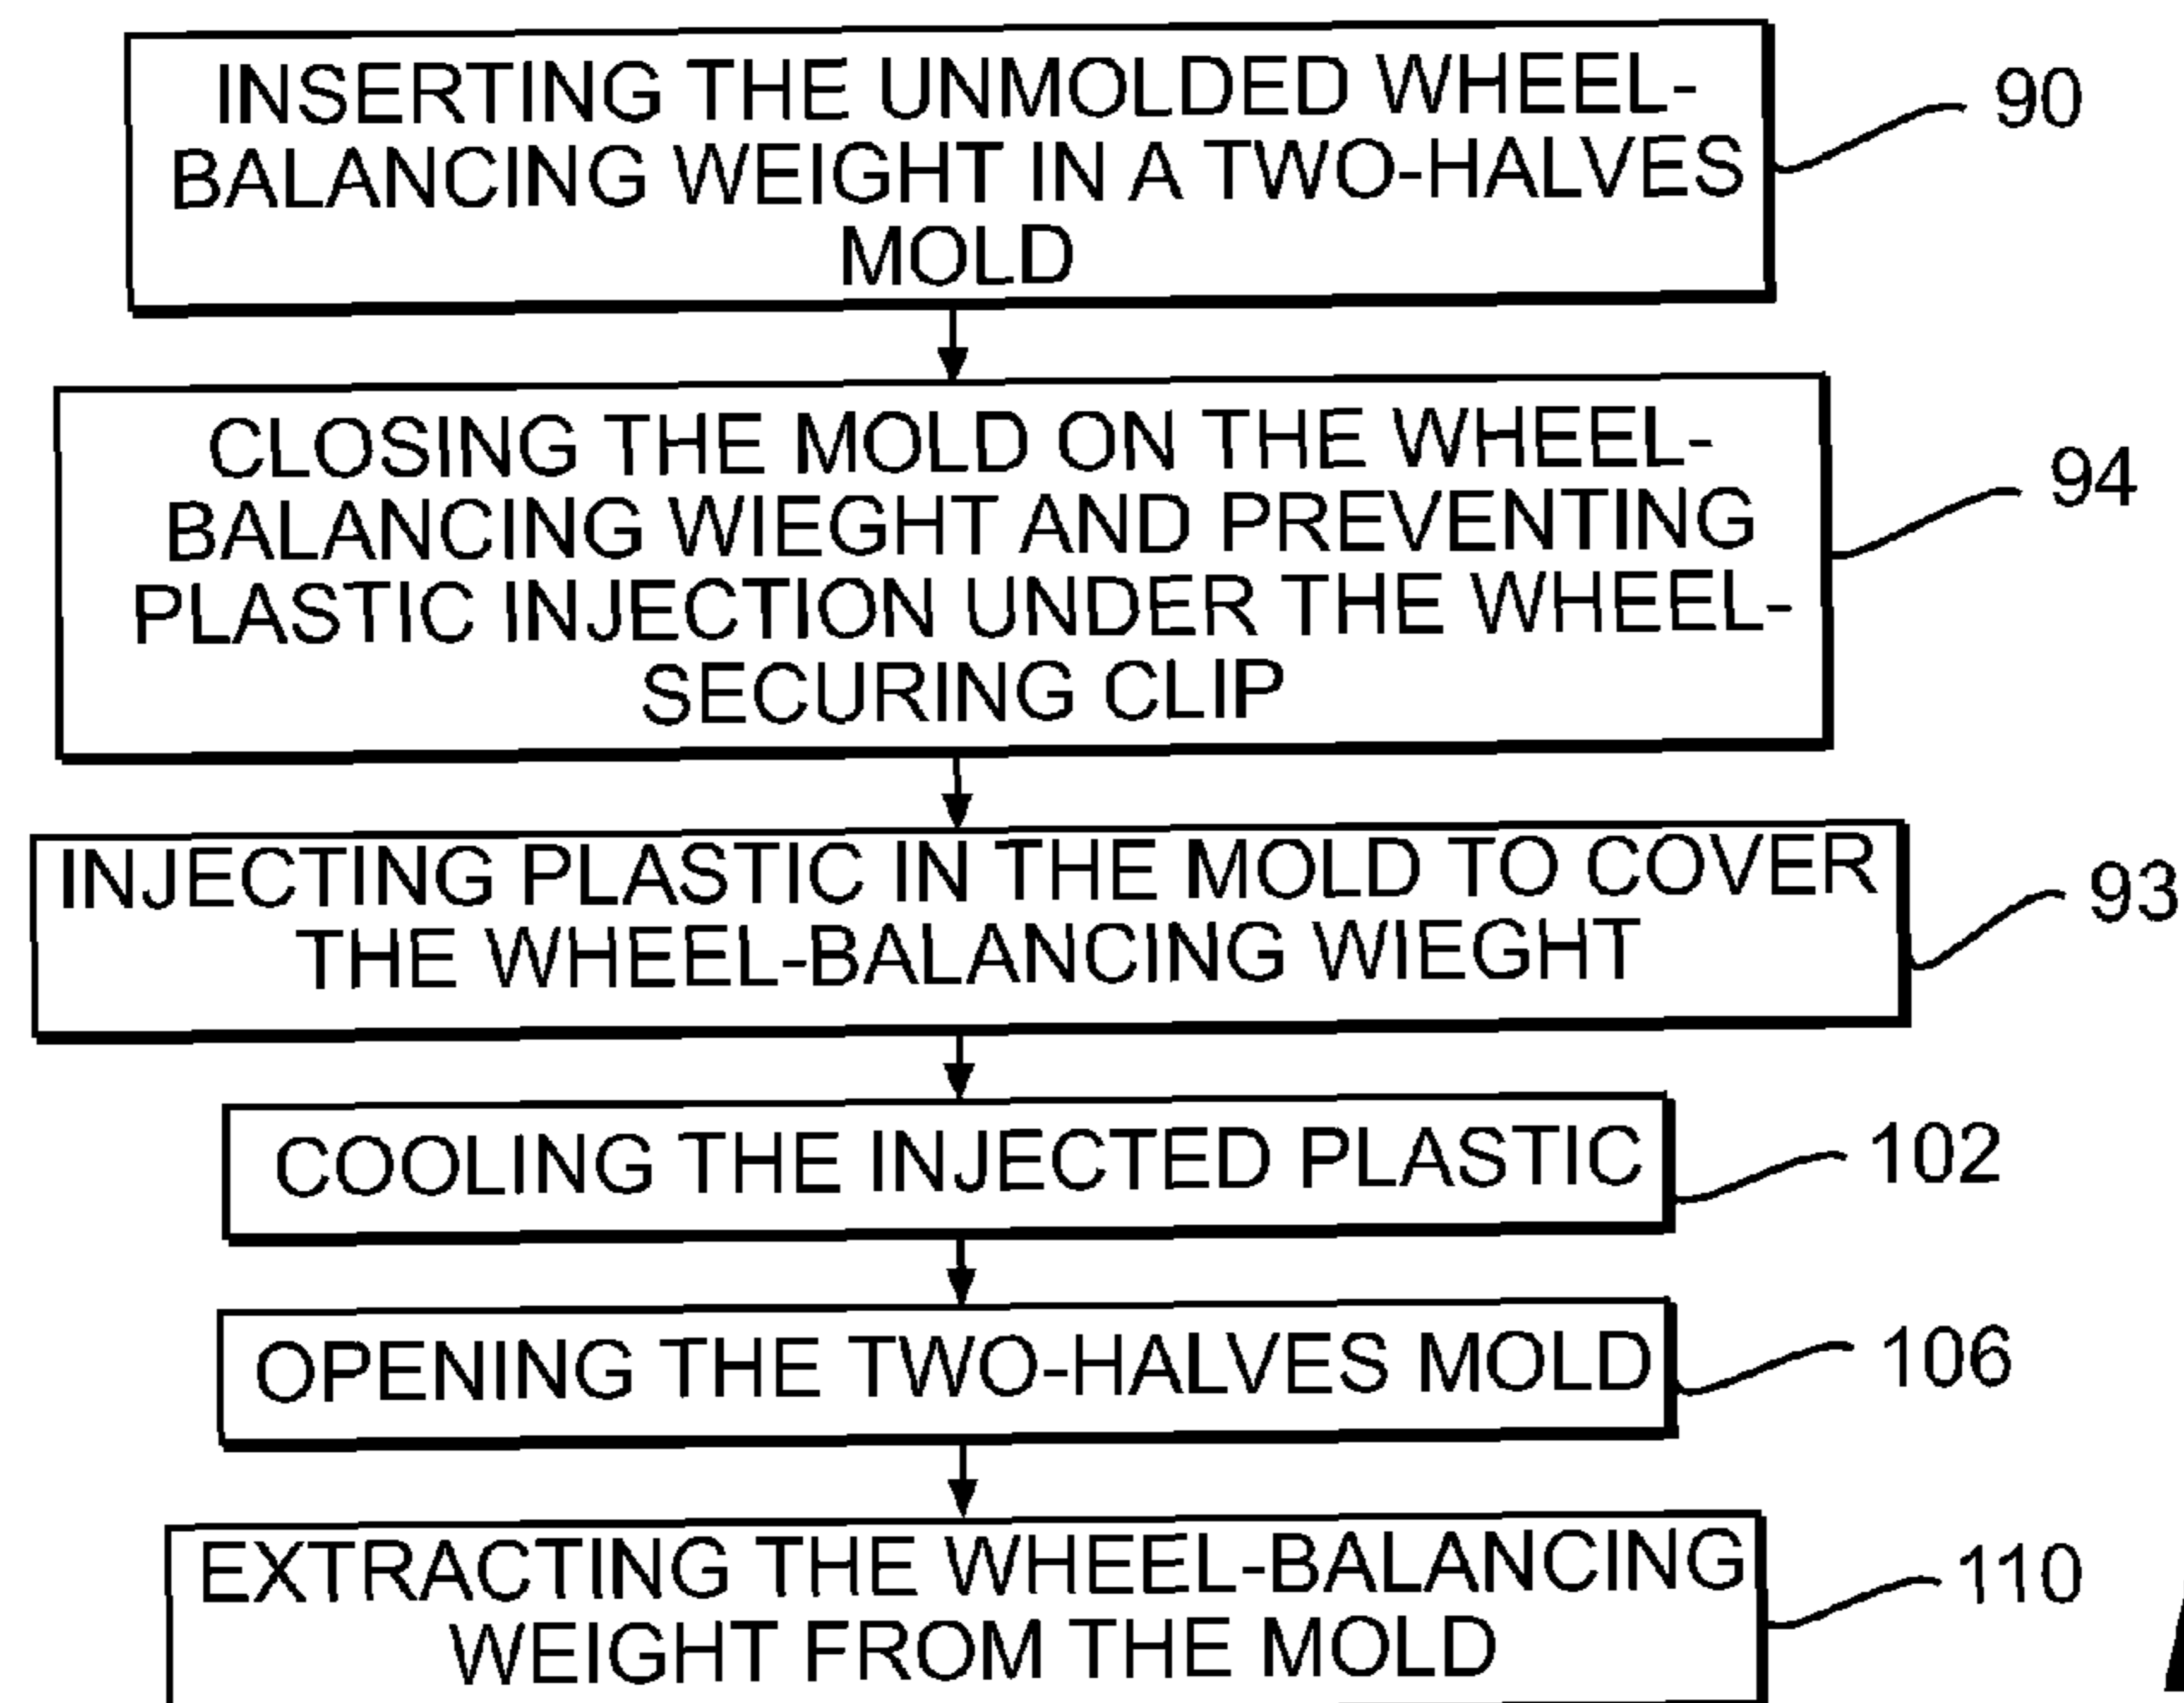 INSERTING THE UNMOLDED WHEEL-
BALANCING WEIGHT IN A TWO-HALVES
MOLD
90
CLOSING THE MOLD ON THE WHEEL-
BALANCING WIEGHT AND PREVENTING
PLASTIC INJECTION UNDER THE WHEEL-
SECURING CLIP
94
INJECTING PLASTIC IN THE MOLD TO COVER
THE WHEEL-BALANCING WIEGHT
93
COOLING THE INJECTED PLASTIC
102
OPENING THE TWO-HALVES MOLD
106
EXTRACTING THE WHEEL-BALANCING
WEIGHT FROM THE MOLD
110